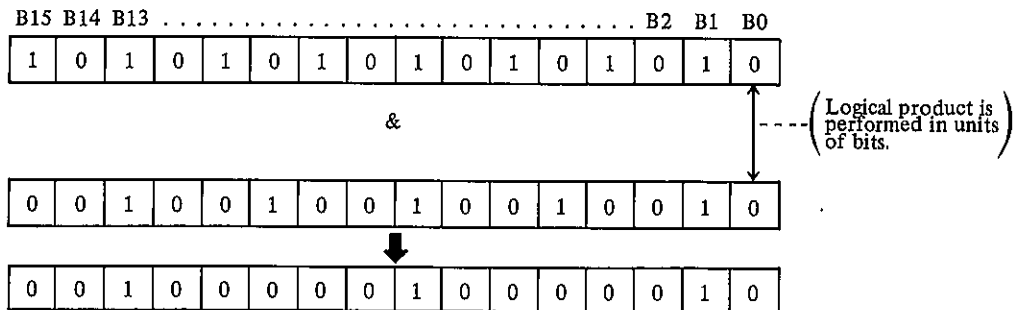 B15 B14 B13 . . . . . . . . . . . . . . . . . . . . . . . . . . . . . . . . . . . B2 B1 B0
1 0 1 0 1 0 1 0 1 0 1 0 1 0 1 0
&
(Logical product is
performed in units
of bits.)
0 0 1 0 0 1 0 0 1 0 0 1 0 0 1 0
0 0 1 0 0 0 0 0 1 0 0 0 0 0 1 0